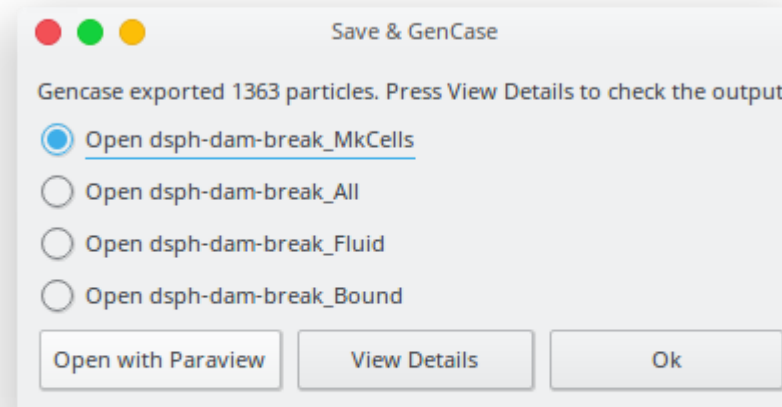 Save & GenCase
Gencase exported 1363 particles. Press View Details to check the output
Open dsph-dam-break_MkCells
Open dsph-dam-break_All
Open dsph-dam-break_Fluid
Open dsph-dam-break_Bound
Open with Paraview View Details Ok